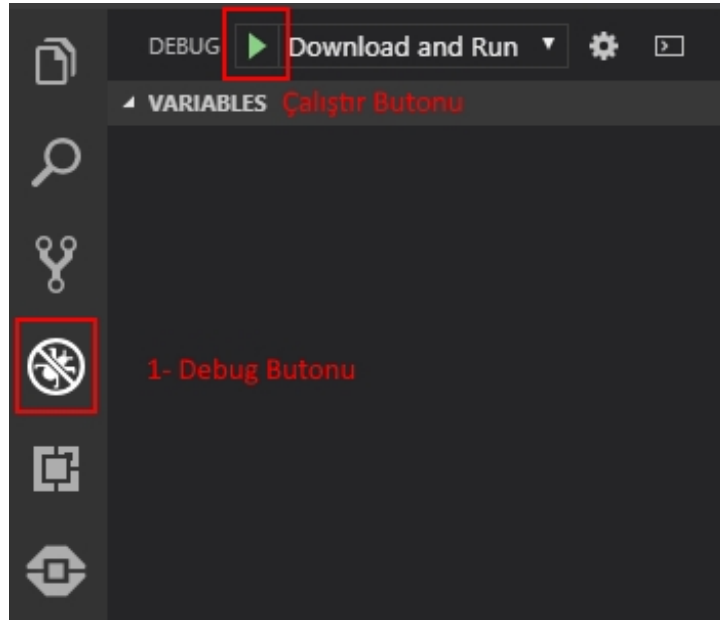 DEBUG Download and Run
VARIABLES Çalıştır Butonu
1- Debug Butonu